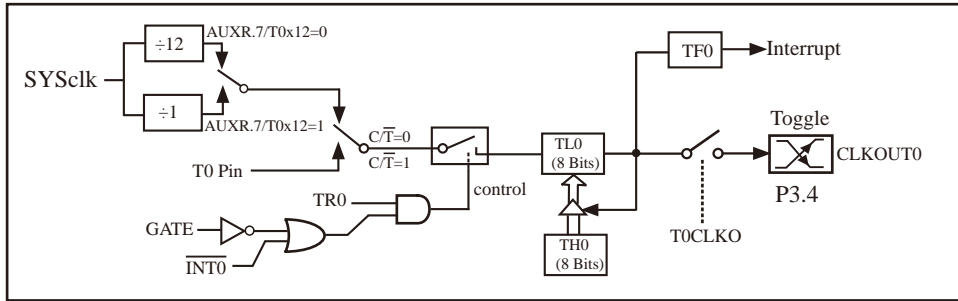 AUXR.7/T0x12=0
÷12
SYSclk
÷1
AUXR.7/T0x12=1
T0 Pin
C/T̅=0
C/T̅=1
TR0
GATE
I̅N̅T̅0̅
control
TL0
(8 Bits)
TH0
(8 Bits)
TF0
Interrupt
Toggle
CLKOUT0
P3.4
T0CLKO